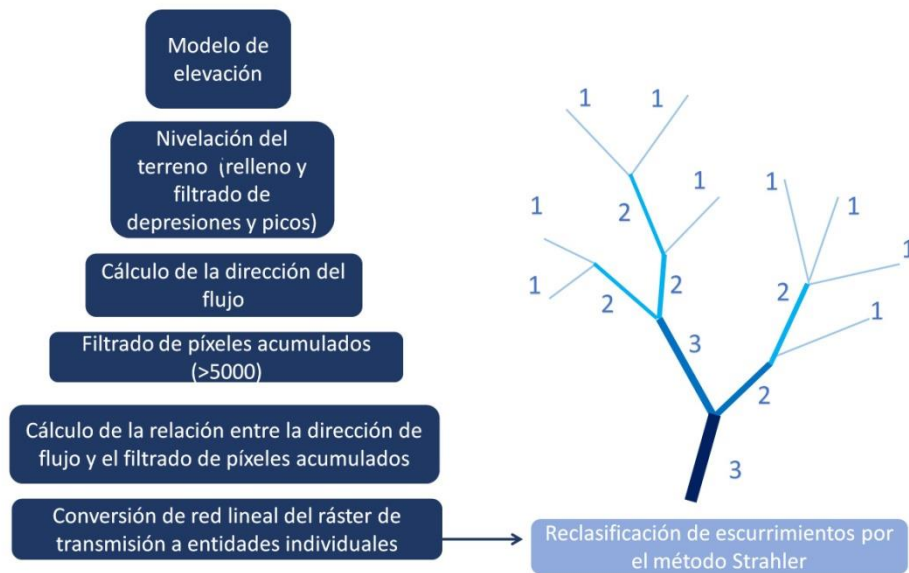 Modelo de
elevación
Nivelación del
terreno (relleno y
filtrado de
depresiones y picos)
Cálculo de la dirección del
flujo
Filtrado de píxeles acumulados
(>5000)
Cálculo de la relación entre la dirección de
flujo y el filtrado de píxeles acumulados
Conversión de red lineal del ráster de
transmisión a entidades individuales
1
1
1
1
2
1
1
1
1
2
2
2
1
1
3
2
3
Reclasificación de escurrimientos por
el método Strahler